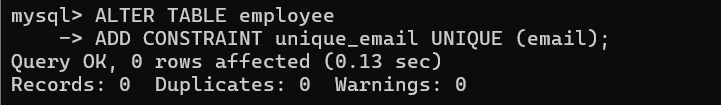 mysql> ALTER TABLE employee
    -> ADD CONSTRAINT unique_email UNIQUE (email);
Query OK, 0 rows affected (0.13 sec)
Records: 0  Duplicates: 0  Warnings: 0